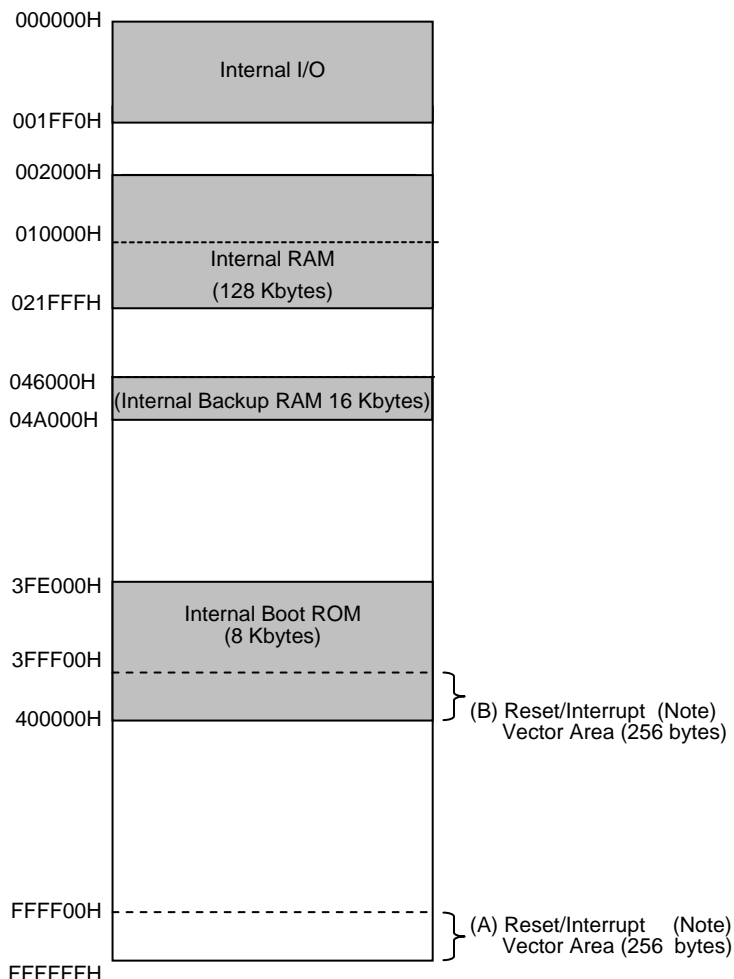 000000H
Internal I/O
001FF0H
002000H
010000H
Internal RAM
(128 Kbytes)
021FFFH
046000H
(Internal Backup RAM 16 Kbytes)
04A000H
3FE000H
Internal Boot ROM
(8 Kbytes)
3FFF00H
(B) Reset/Interrupt (Note)
400000H
Vector Area (256 bytes)
FFFF00H
(A) Reset/Interrupt (Note)
Vector Area (256 bytes)
FFFFFFH